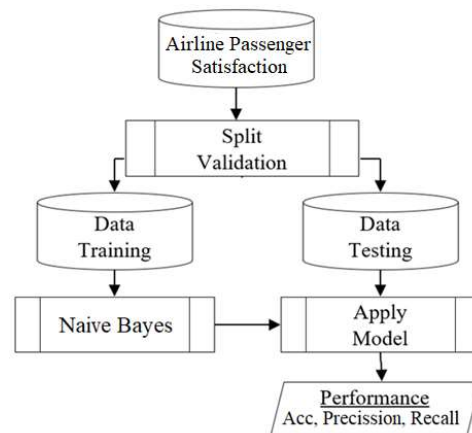 Airline Passenger
Satisfaction
Split
Validation
Data
Training
Data
Testing
Naive Bayes
Apply
Model
Performance
Acc, Precission, Recall